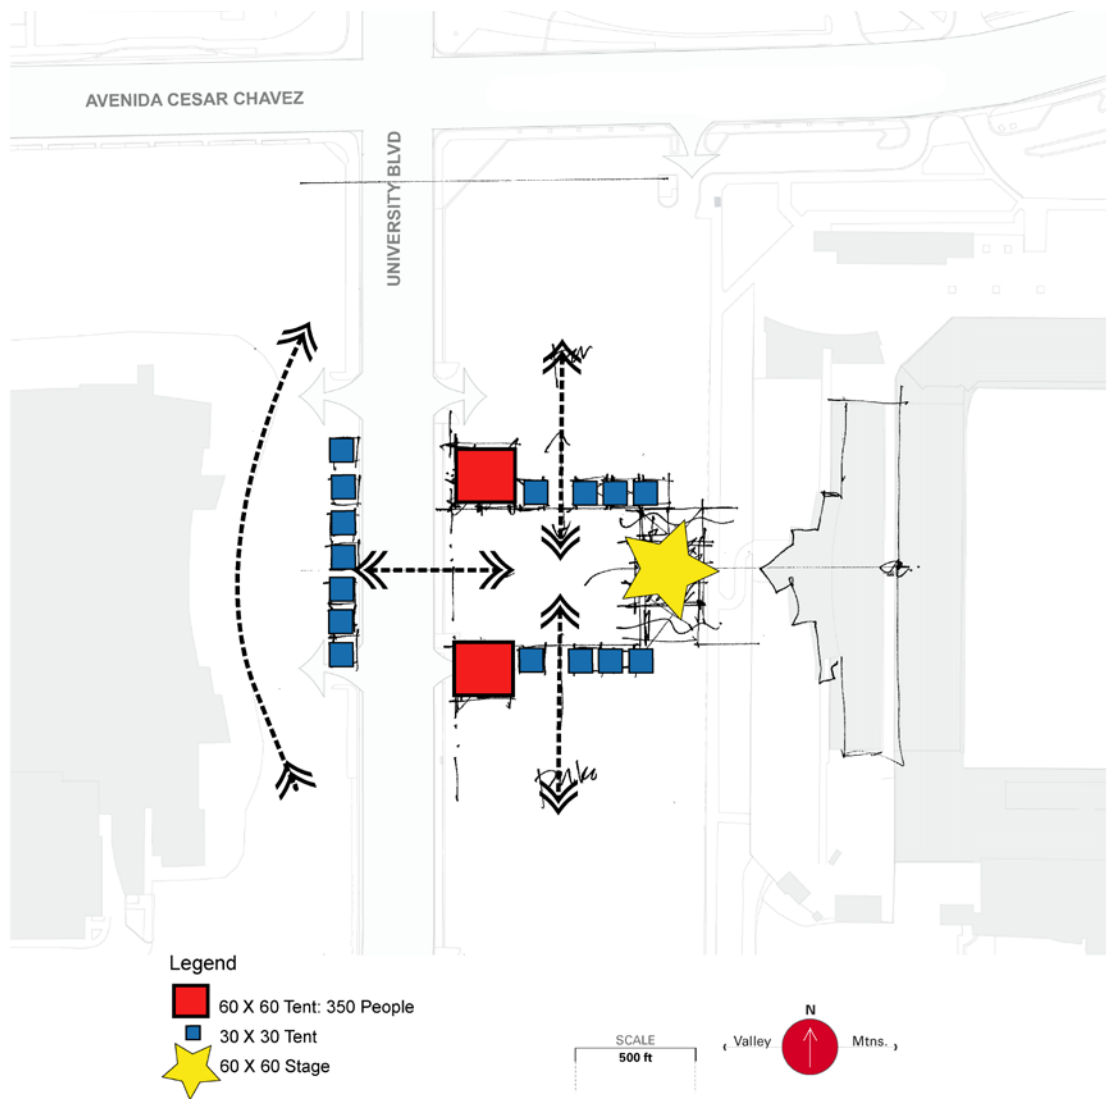 AVENIDA CESAR CHAVEZ
UNIVERSITY BLVD
Legend
60 X 60 Tent: 350 People
30 X 30 Tent
60 X 60 Stage
SCALE
500 ft
N
Valley
Mtns.